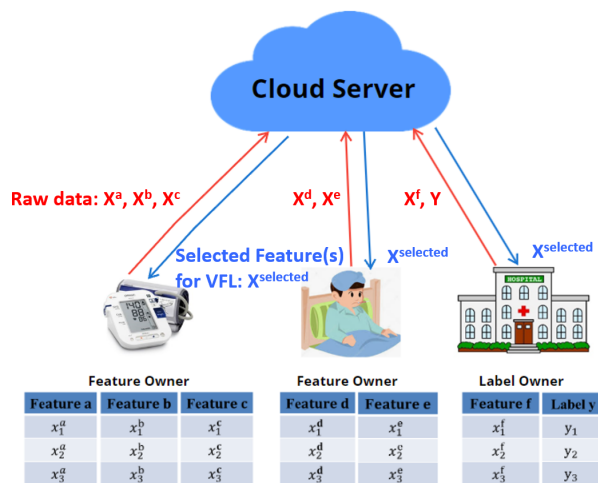 Cloud Server
Raw data: Xᵃ, Xᵇ, Xᶜ
Xᵈ, Xᵉ
Xᶠ, Y
Selected Feature(s)
for VFL: Xˢᵉˡᵉᶜᵗᵉᵈ
Xˢᵉˡᵉᶜᵗᵉᵈ
Xˢᵉˡᵉᶜᵗᵉᵈ
HOSPITAL
Feature Owner
Feature a Feature b Feature c
x₁ᵃ x₁ᵇ x₁ᶜ
x₂ᵃ x₂ᵇ x₂ᶜ
x₃ᵃ x₃ᵇ x₃ᶜ
Feature Owner
Feature d Feature e
x₁ᵈ x₁ᵉ
x₂ᵈ x₂ᵉ
x₃ᵈ x₃ᵉ
Label Owner
Feature f Label y
x₁ᶠ y₁
x₂ᶠ y₂
x₃ᶠ y₃